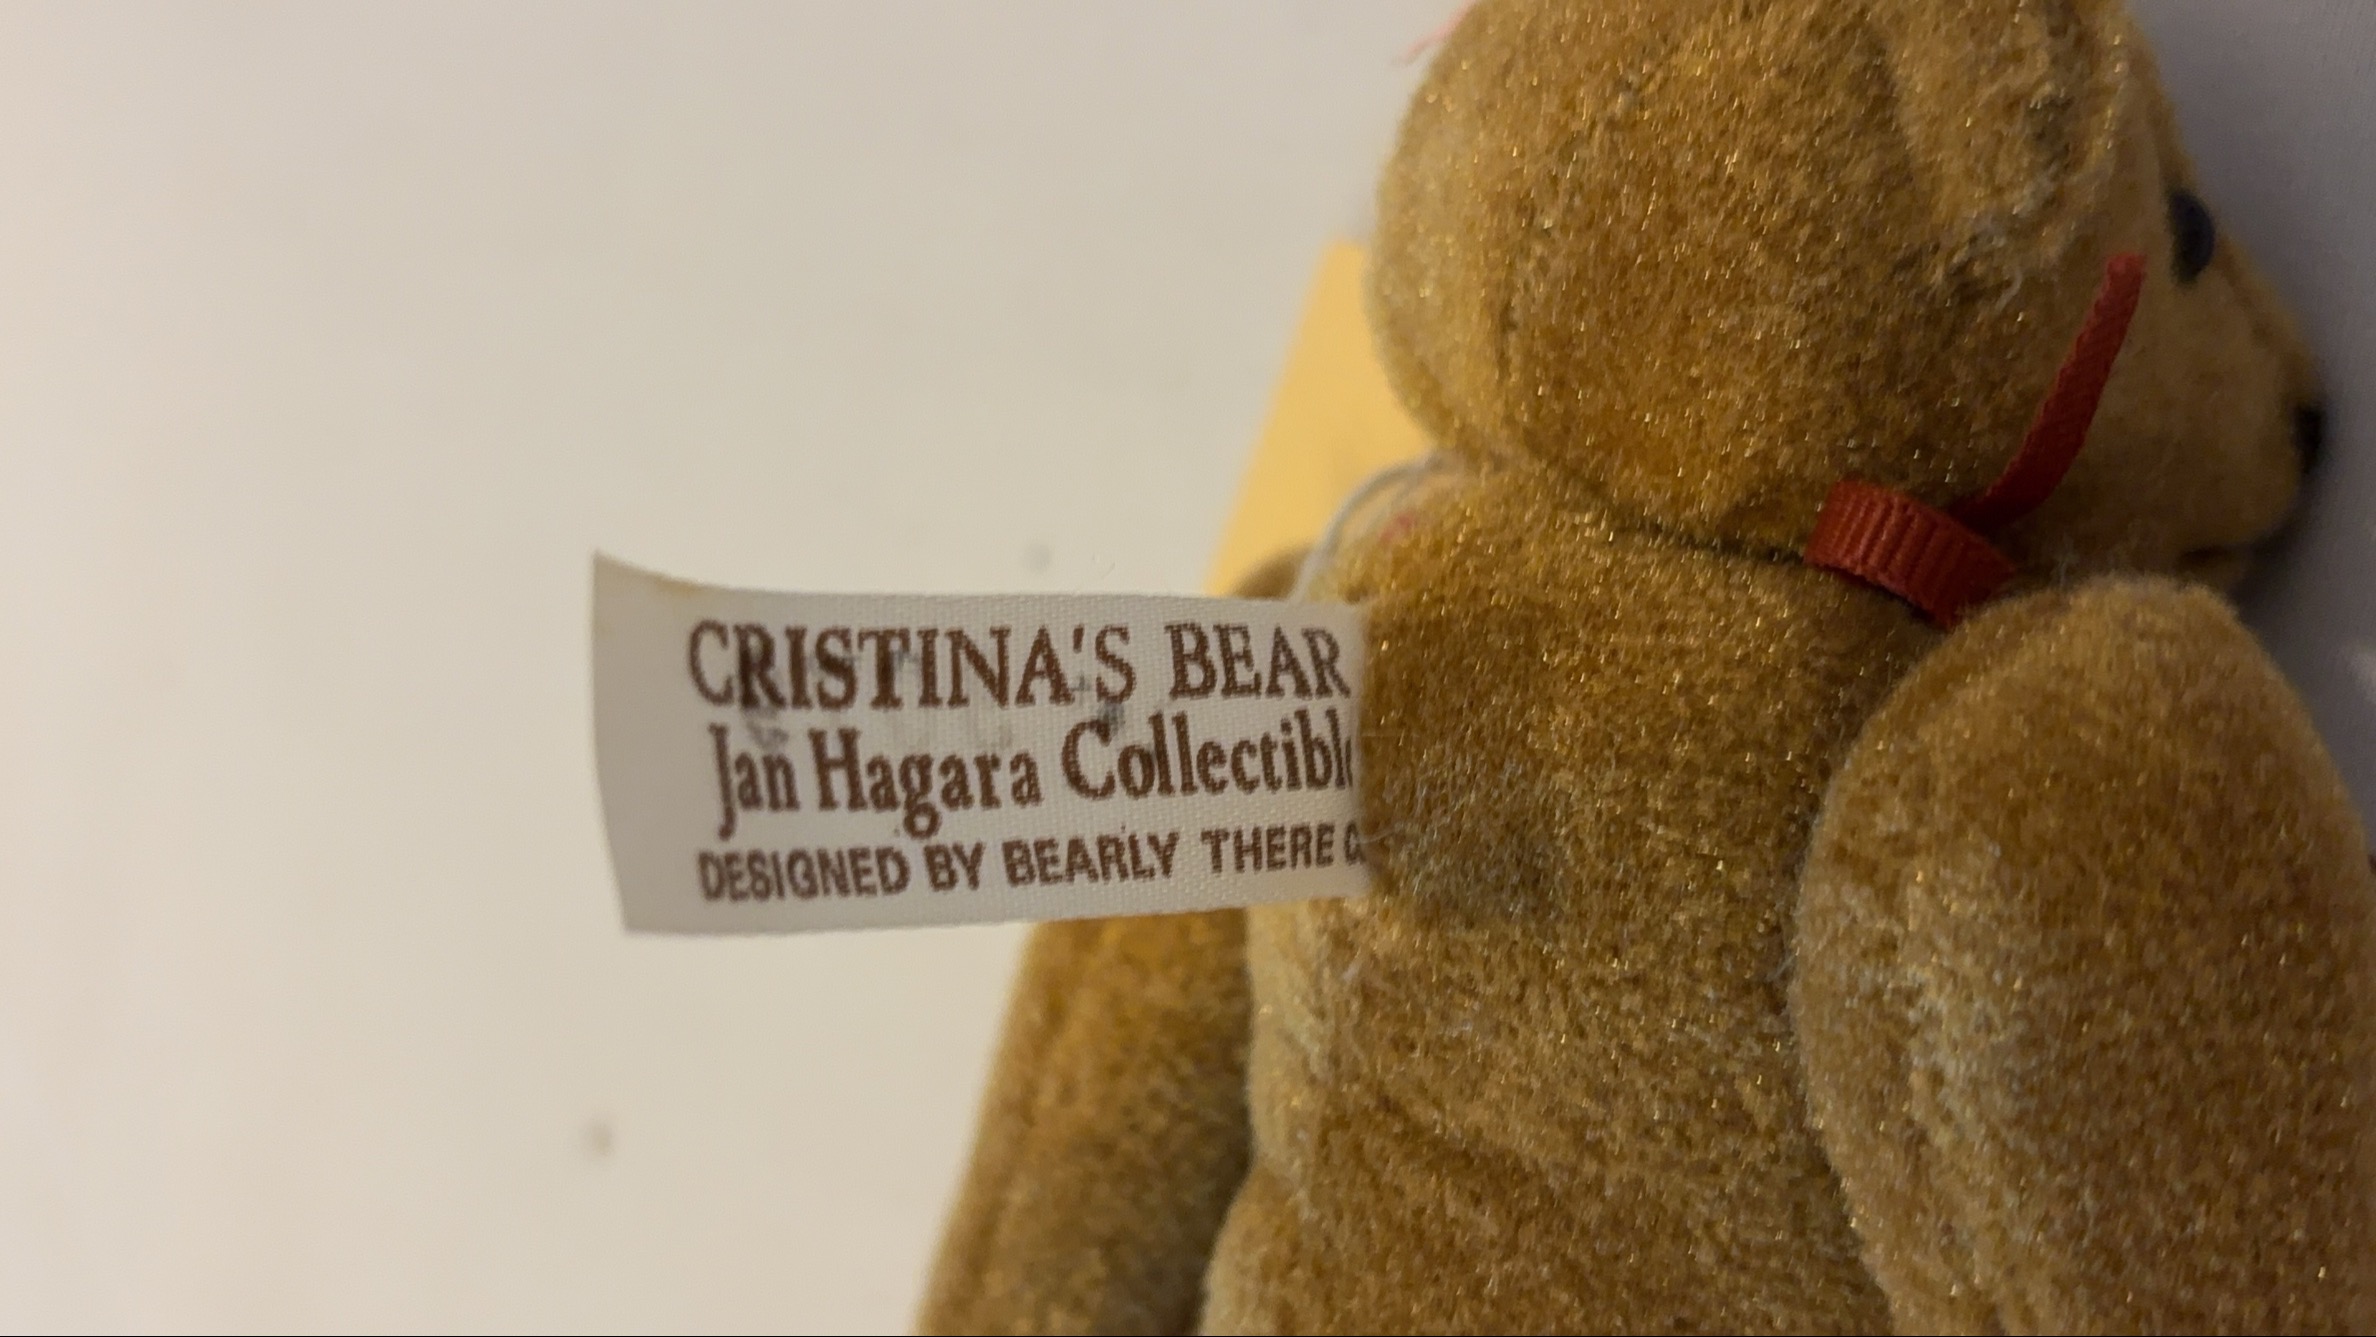 CRISTINA'S BEAR
Jan Hagara Collectibl
DESIGNED BY BEARLY THERE C